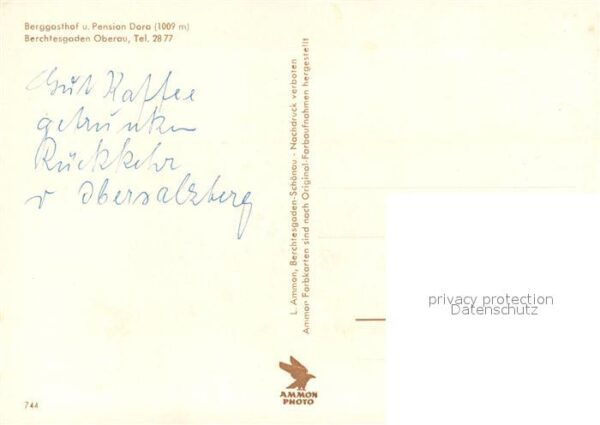 Berggasthof u. Pension Dora (1009 m)
Berchtesgaden Oberau, Tel. 28 77
Gut Kaffee
getrunken
Rückkehr
v Obersalzberg
L. Ammon, Berchtesgaden-Schönau · Nachdruck verboten
Ammon Farbkarten sind nach Original-Farbaufnahmen hergestellt
privacy protection
Datenschutz
AMMON
PHOTO
744